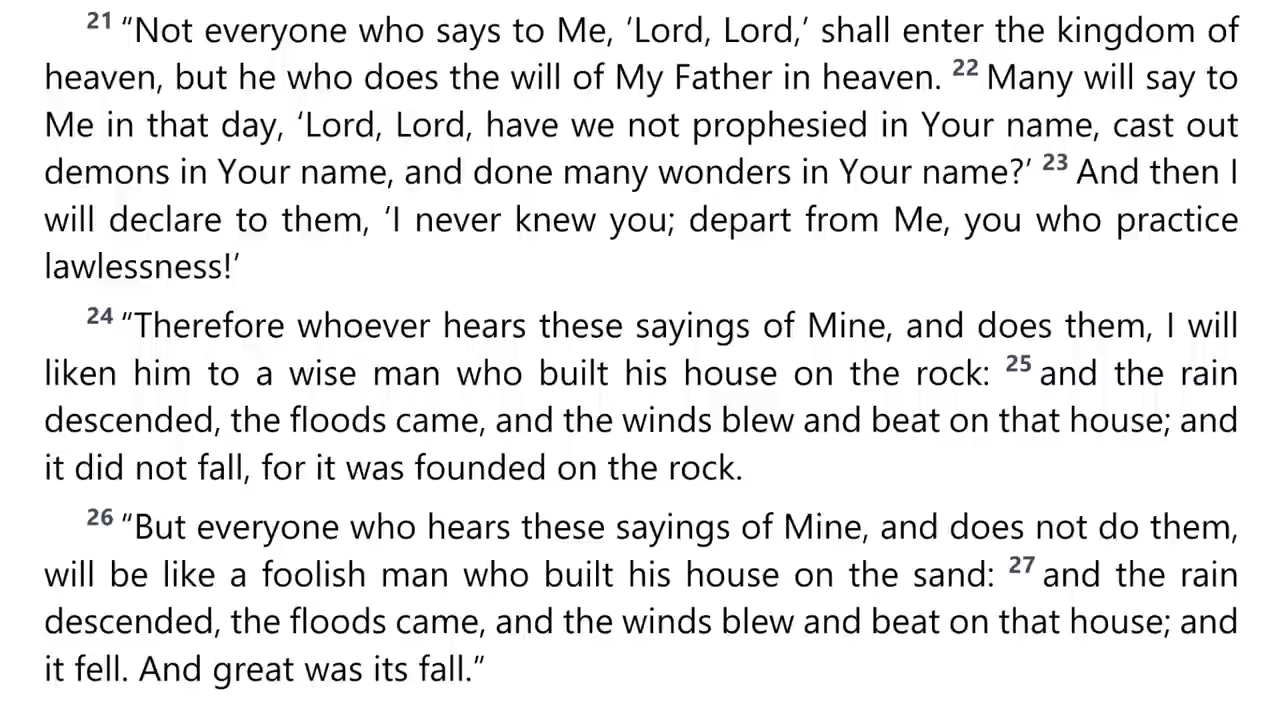 21 “Not everyone who says to Me, ‘Lord, Lord,’ shall enter the kingdom of
heaven, but he who does the will of My Father in heaven. 22 Many will say to
Me in that day, ‘Lord, Lord, have we not prophesied in Your name, cast out
demons in Your name, and done many wonders in Your name?’ 23 And then I
will declare to them, ‘I never knew you; depart from Me, you who practice
lawlessness!’
24 “Therefore whoever hears these sayings of Mine, and does them, I will
liken him to a wise man who built his house on the rock: 25 and the rain
descended, the floods came, and the winds blew and beat on that house; and
it did not fall, for it was founded on the rock.
26 “But everyone who hears these sayings of Mine, and does not do them,
will be like a foolish man who built his house on the sand: 27 and the rain
descended, the floods came, and the winds blew and beat on that house; and
it fell. And great was its fall.”